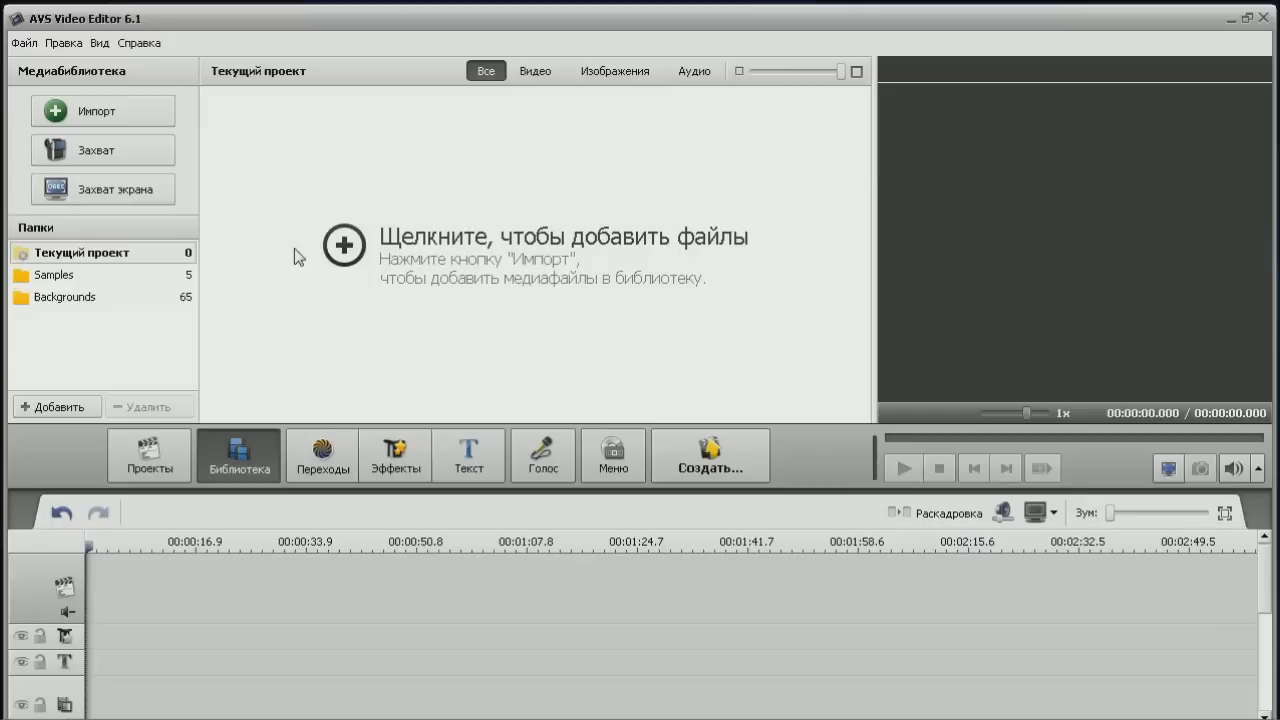 AVS Video Editor 6.1
Файл Правка Вид Справка
Медиабиблиотека
Текущий проект
Все Видео Изображения Аудио
Импорт
Захват
Захват экрана
Папки
Текущий проект 0
Samples 5
Backgrounds 65
Добавить Удалить
Щелкните, чтобы добавить файлы
Нажмите кнопку "Импорт",
чтобы добавить медиафайлы в библиотеку.
1x 00:00:00.000 / 00:00:00.000
Проекты Библиотека Переходы Эффекты Текст Голос Меню Создать...
Раскадровка Зум:
00:00:16.9 00:00:33.9 00:00:50.8 00:01:07.8 00:01:24.7 00:01:41.7 00:01:58.6 00:02:15.6 00:02:32.5 00:02:49.5